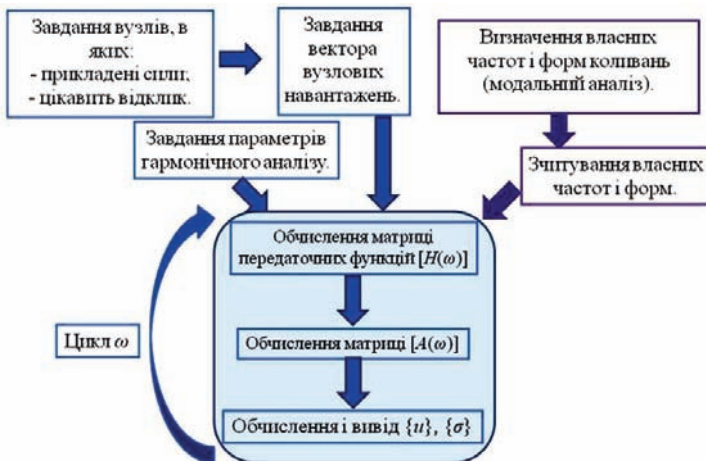 Завдання вузлів, в
яких:
- прикладені сили;
- цікавить відклик.
Завдання
вектора
вузлових
навантажень.
Визначення власних
частот і форм коливань
(модальний аналіз).
Завдання параметрів
гармонічного аналізу.
Зчитування власних
частот і форм.
Обчислення матриці
передаточних функцій [H(ω)]
Цикл ω
Обчислення матриці [A(ω)]
Обчислення і вивід {u}, {σ}